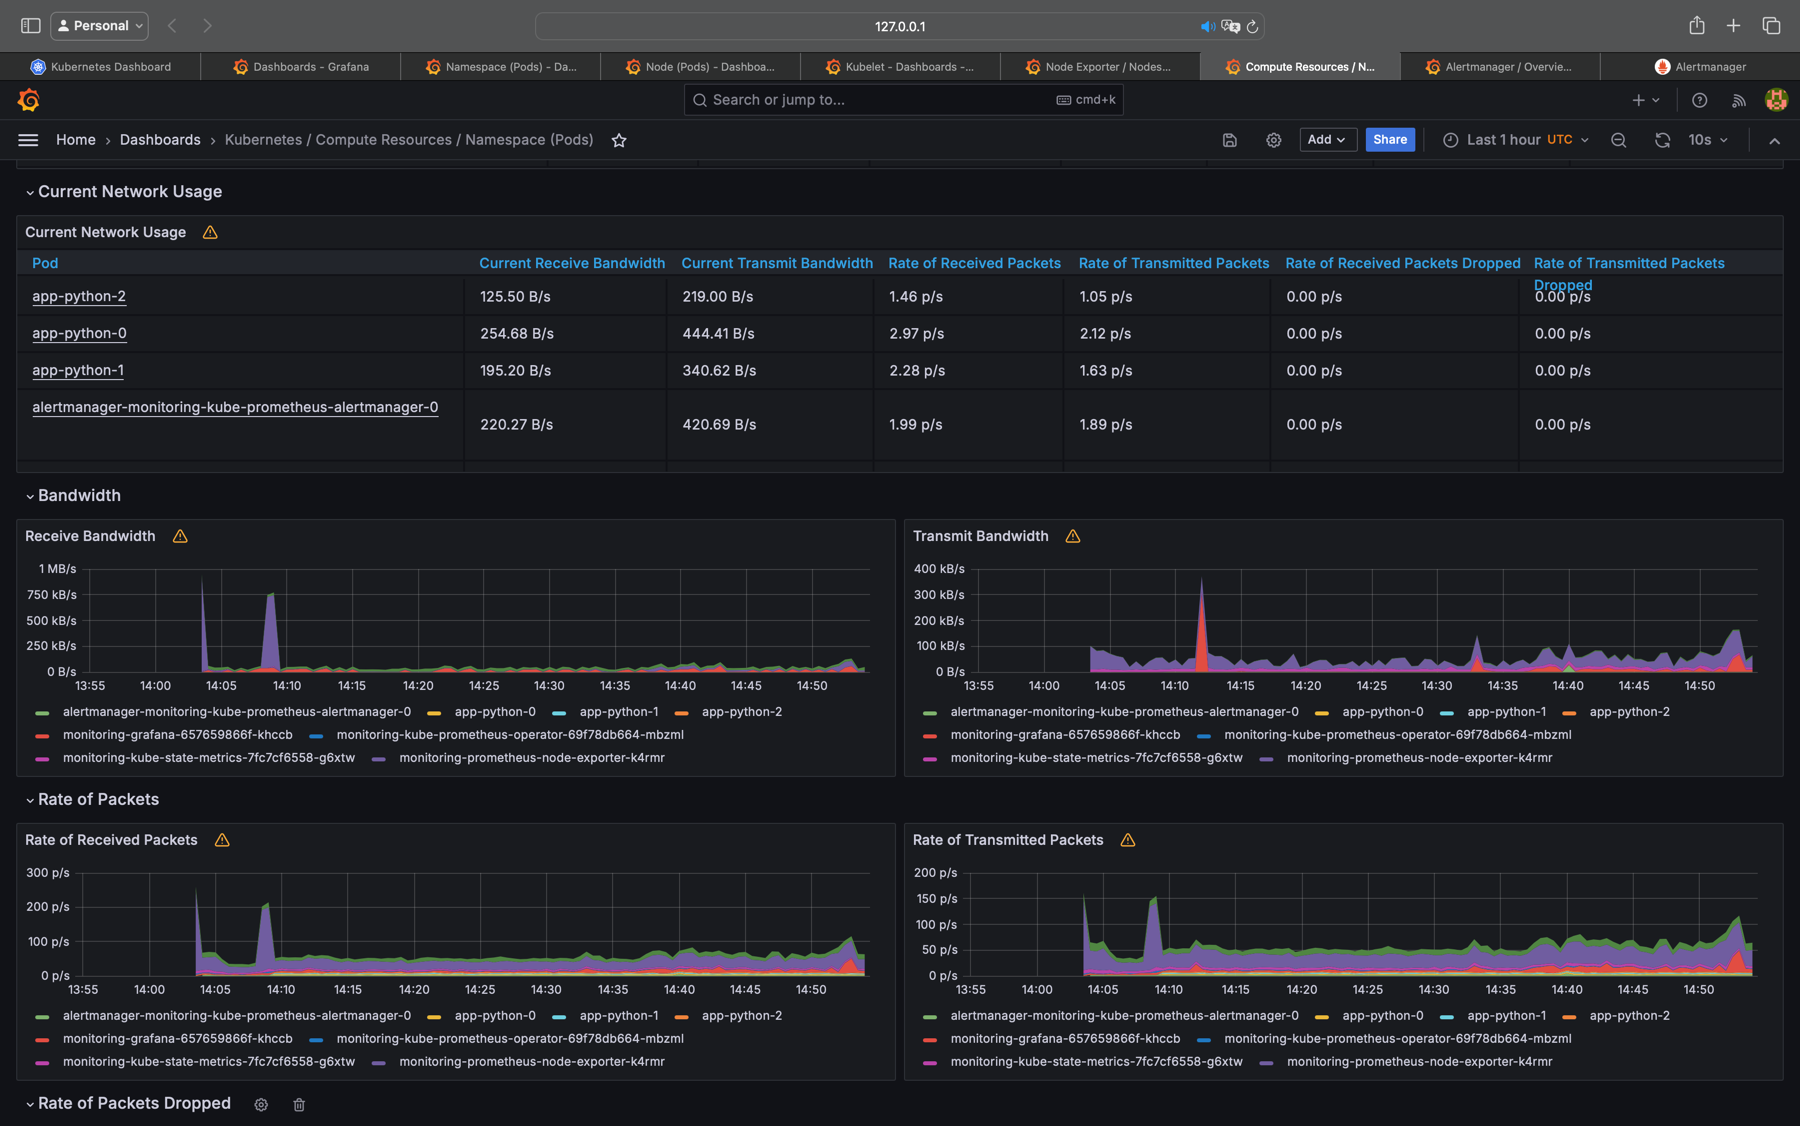 Personal
127.0.0.1
Kubernetes Dashboard
Dashboards - Grafana
Namespace (Pods) - Da...
Node (Pods) - Dashboa...
Kubelet - Dashboards -...
Node Exporter / Nodes...
Compute Resources / N...
Alertmanager / Overvie...
Alertmanager
Search or jump to...
cmd+k
Home › Dashboards › Kubernetes / Compute Resources / Namespace (Pods)
Add
Share
Last 1 hour UTC
10s
Current Network Usage
Current Network Usage
Pod Current Receive Bandwidth Current Transmit Bandwidth Rate of Received Packets Rate of Transmitted Packets Rate of Received Packets Dropped Rate of Transmitted Packets Dropped
app-python-2 125.50 B/s 219.00 B/s 1.46 p/s 1.05 p/s 0.00 p/s 0.00 p/s
app-python-0 254.68 B/s 444.41 B/s 2.97 p/s 2.12 p/s 0.00 p/s 0.00 p/s
app-python-1 195.20 B/s 340.62 B/s 2.28 p/s 1.63 p/s 0.00 p/s 0.00 p/s
alertmanager-monitoring-kube-prometheus-alertmanager-0 220.27 B/s 420.69 B/s 1.99 p/s 1.89 p/s 0.00 p/s 0.00 p/s
Bandwidth
Receive Bandwidth
1 MB/s
750 kB/s
500 kB/s
250 kB/s
0 B/s
13:55 14:00 14:05 14:10 14:15 14:20 14:25 14:30 14:35 14:40 14:45 14:50
alertmanager-monitoring-kube-prometheus-alertmanager-0 app-python-0 app-python-1 app-python-2
monitoring-grafana-657659866f-khccb monitoring-kube-prometheus-operator-69f78db664-mbzml
monitoring-kube-state-metrics-7fc7cf6558-g6xtw monitoring-prometheus-node-exporter-k4rmr
Transmit Bandwidth
400 kB/s
300 kB/s
200 kB/s
100 kB/s
0 B/s
13:55 14:00 14:05 14:10 14:15 14:20 14:25 14:30 14:35 14:40 14:45 14:50
alertmanager-monitoring-kube-prometheus-alertmanager-0 app-python-0 app-python-1 app-python-2
monitoring-grafana-657659866f-khccb monitoring-kube-prometheus-operator-69f78db664-mbzml
monitoring-kube-state-metrics-7fc7cf6558-g6xtw monitoring-prometheus-node-exporter-k4rmr
Rate of Packets
Rate of Received Packets
300 p/s
200 p/s
100 p/s
0 p/s
13:55 14:00 14:05 14:10 14:15 14:20 14:25 14:30 14:35 14:40 14:45 14:50
alertmanager-monitoring-kube-prometheus-alertmanager-0 app-python-0 app-python-1 app-python-2
monitoring-grafana-657659866f-khccb monitoring-kube-prometheus-operator-69f78db664-mbzml
monitoring-kube-state-metrics-7fc7cf6558-g6xtw monitoring-prometheus-node-exporter-k4rmr
Rate of Transmitted Packets
200 p/s
150 p/s
100 p/s
50 p/s
0 p/s
13:55 14:00 14:05 14:10 14:15 14:20 14:25 14:30 14:35 14:40 14:45 14:50
alertmanager-monitoring-kube-prometheus-alertmanager-0 app-python-0 app-python-1 app-python-2
monitoring-grafana-657659866f-khccb monitoring-kube-prometheus-operator-69f78db664-mbzml
monitoring-kube-state-metrics-7fc7cf6558-g6xtw monitoring-prometheus-node-exporter-k4rmr
Rate of Packets Dropped